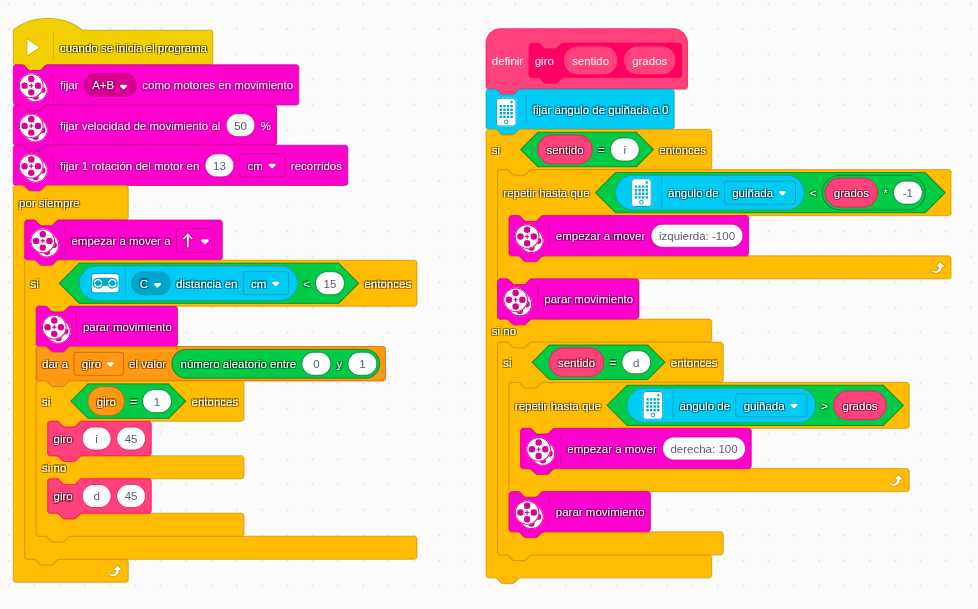 cuando se inicia el programa
fijar A+B como motores en movimiento
fijar velocidad de movimiento al 50 %
fijar 1 rotación del motor en 13 cm recorridos
por siempre
empezar a mover a
si C distancia en cm < 15 entonces
parar movimiento
dar a giro el valor número aleatorio entre 0 y 1
si giro = 1 entonces
giro i 45
si no
giro d 45
definir giro sentido grados
fijar ángulo de guiñada a 0
si sentido = i entonces
repetir hasta que ángulo de guiñada < grados * -1
empezar a mover izquierda: -100
parar movimiento
si no
si sentido = d entonces
repetir hasta que ángulo de guiñada > grados
empezar a mover derecha: 100
parar movimiento